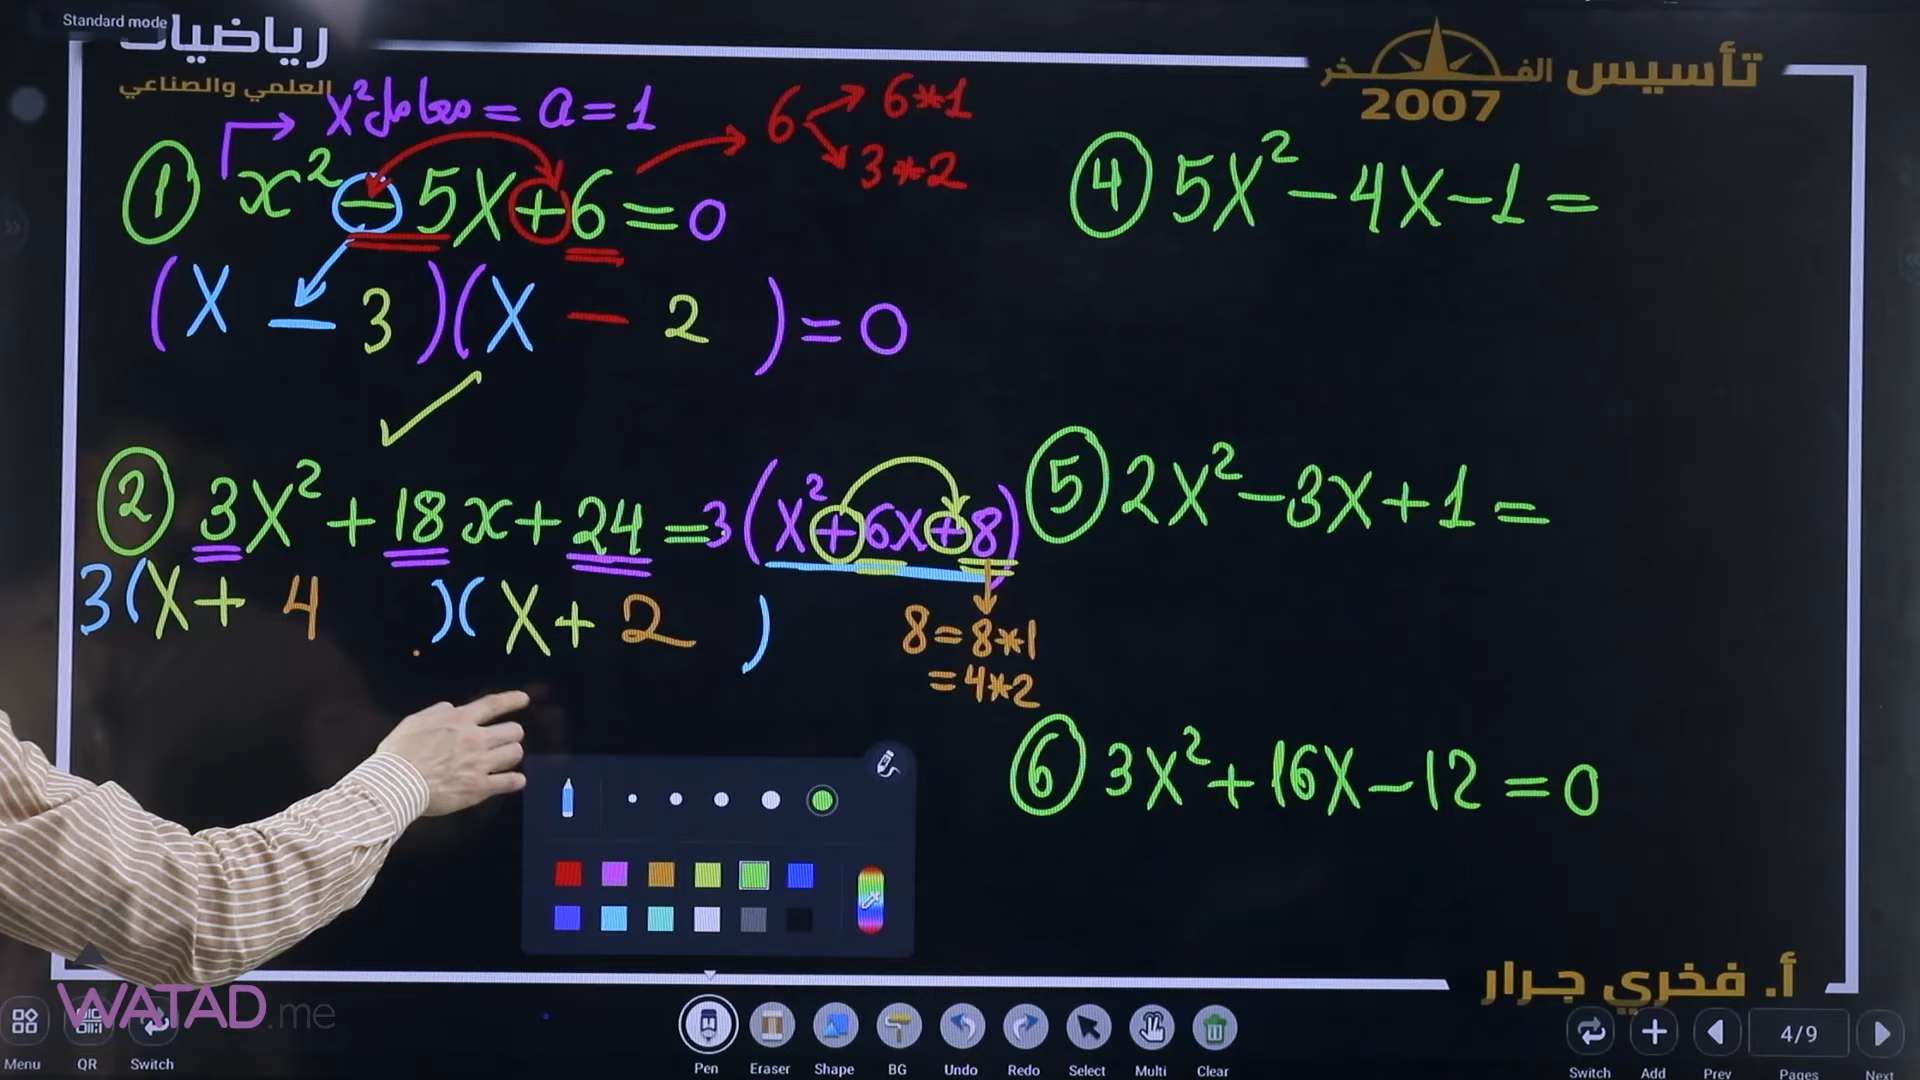 Standard mode
رياضيات
العلمي والصناعي
تأسيس الفخر
2007
x² معامل = a = 1
6
6*1
3*2
① x² - 5x + 6 = 0
(x - 3)(x - 2) = 0
② 3x² + 18x + 24 = 3(x² + 6x + 8)
3(x + 4)(x + 2)
8 = 8*1
= 4*2
④ 5x² - 4x - 1 =
⑤ 2x² - 3x + 1 =
⑥ 3x² + 16x - 12 = 0
أ. فخري جرار
WATAD.me
Menu QR Switch
Pen Eraser Shape BG Undo Redo Select Multi Clear
4/9
Switch Add Prev Pages Next